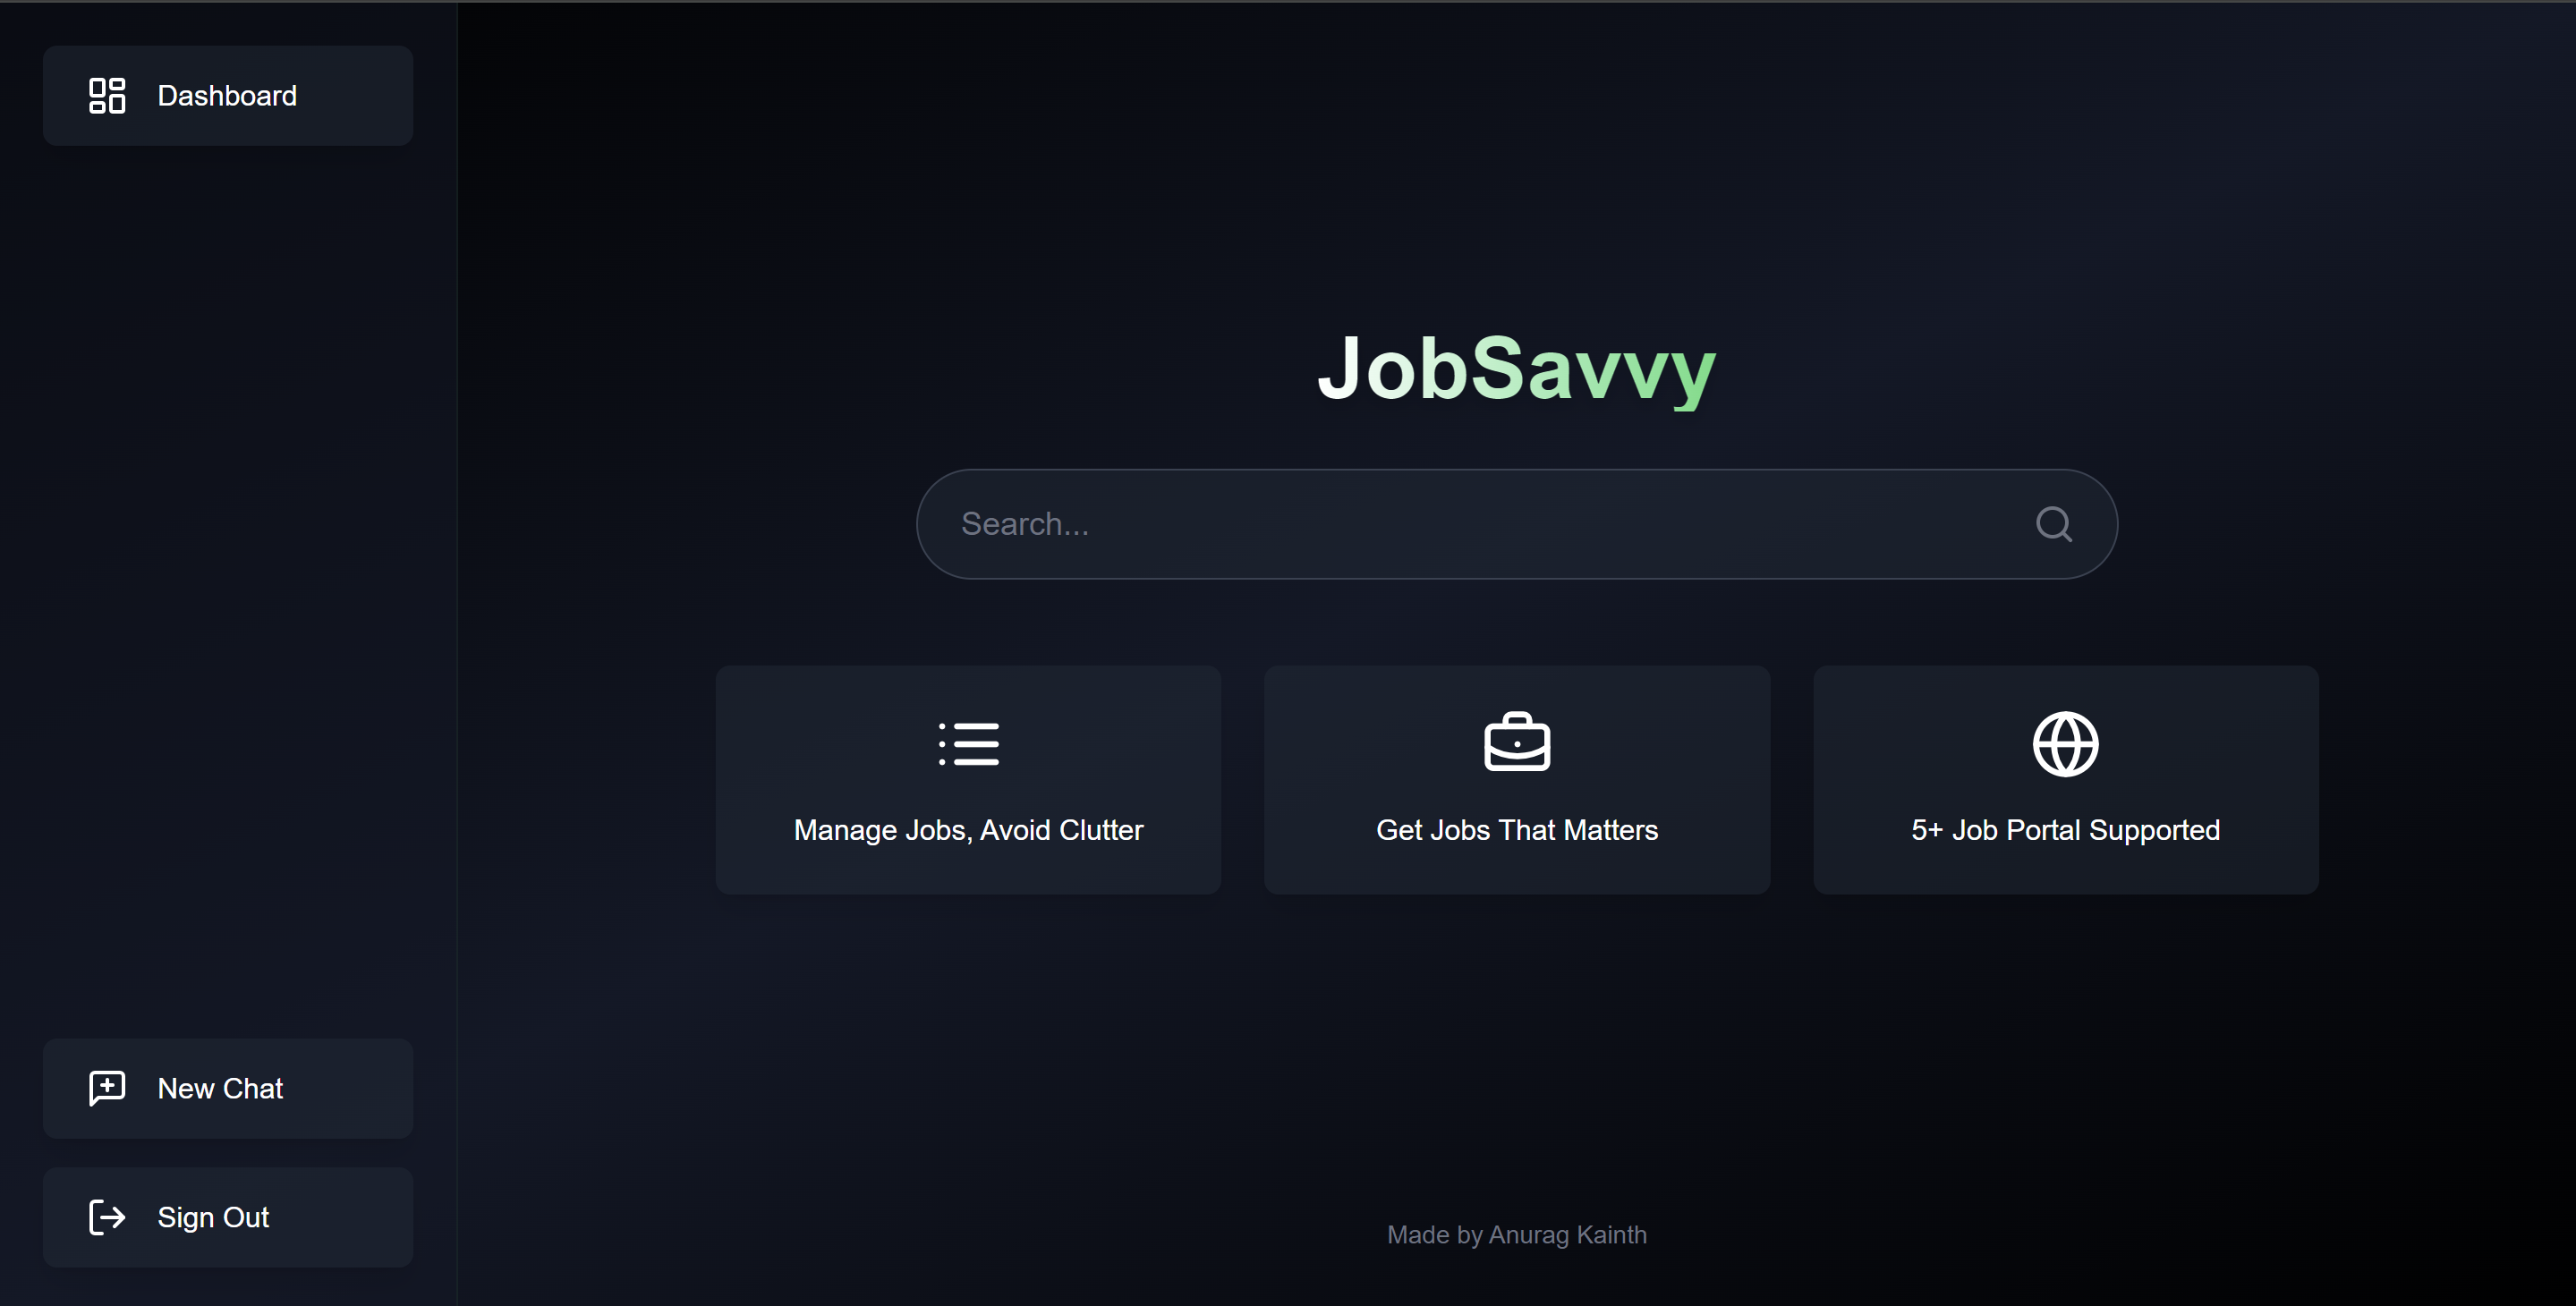 Dashboard
JobSavvy
Search...
Manage Jobs, Avoid Clutter
Get Jobs That Matters
5+ Job Portal Supported
New Chat
Sign Out
Made by Anurag Kainth